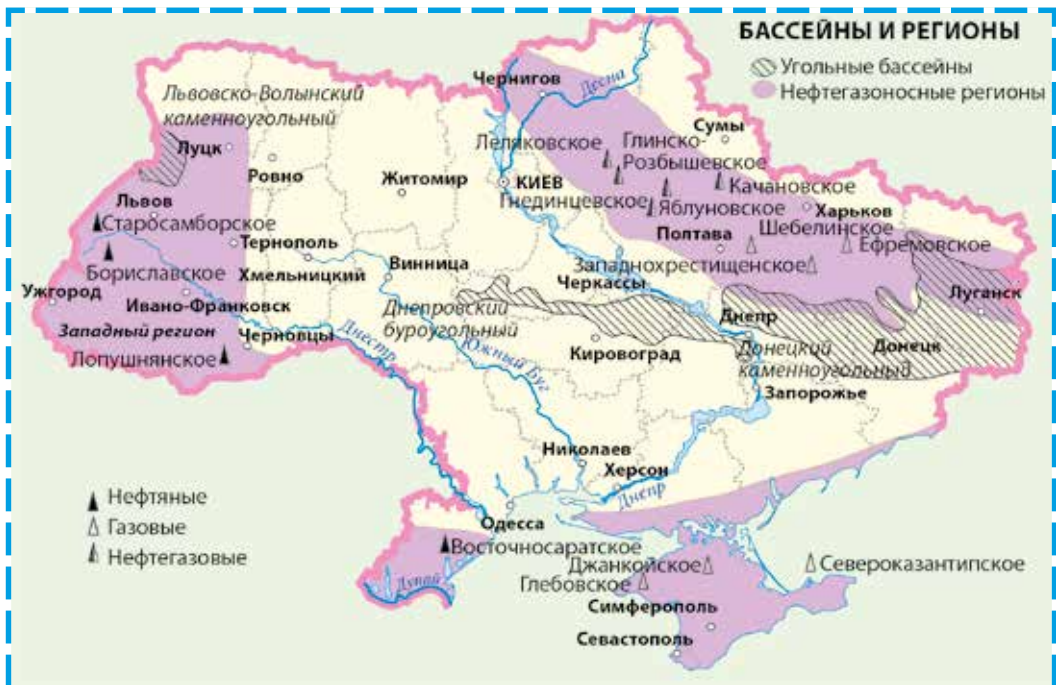 БАССЕЙНЫ И РЕГИОНЫ
Угольные бассейны
Нефтегазоносные регионы
Чернигов
Десна
Львовско-Волынский
каменноугольный
Сумы
Леляковское
Глинско-
Розбышевское
Луцк
Ровно
Житомир
КИЕВ
Качановское
Гнединцевское
Яблуновское
Харьков
Львов
Старосамборское
Шебелинское
Полтава
Ефремовское
Тернополь
Западнохрестищенское
Бориславское
Хмельницкий
Винница
Черкассы
Ужгород
Ивано-Франковск
Днепровский
буроугольный
Луганск
Днепр
Западный регион
Черновцы
Днестр
Южный Буг
Кировоград
Донецкий
каменноугольный
Донецк
Лопушнянское
Запорожье
Николаев
Херсон
Днепр
Нефтяные
Газовые
Нефтегазовые
Одесса
Восточносаратское
Джанкойское
Североказантипское
Дунай
Глебовское
Симферополь
Севастополь